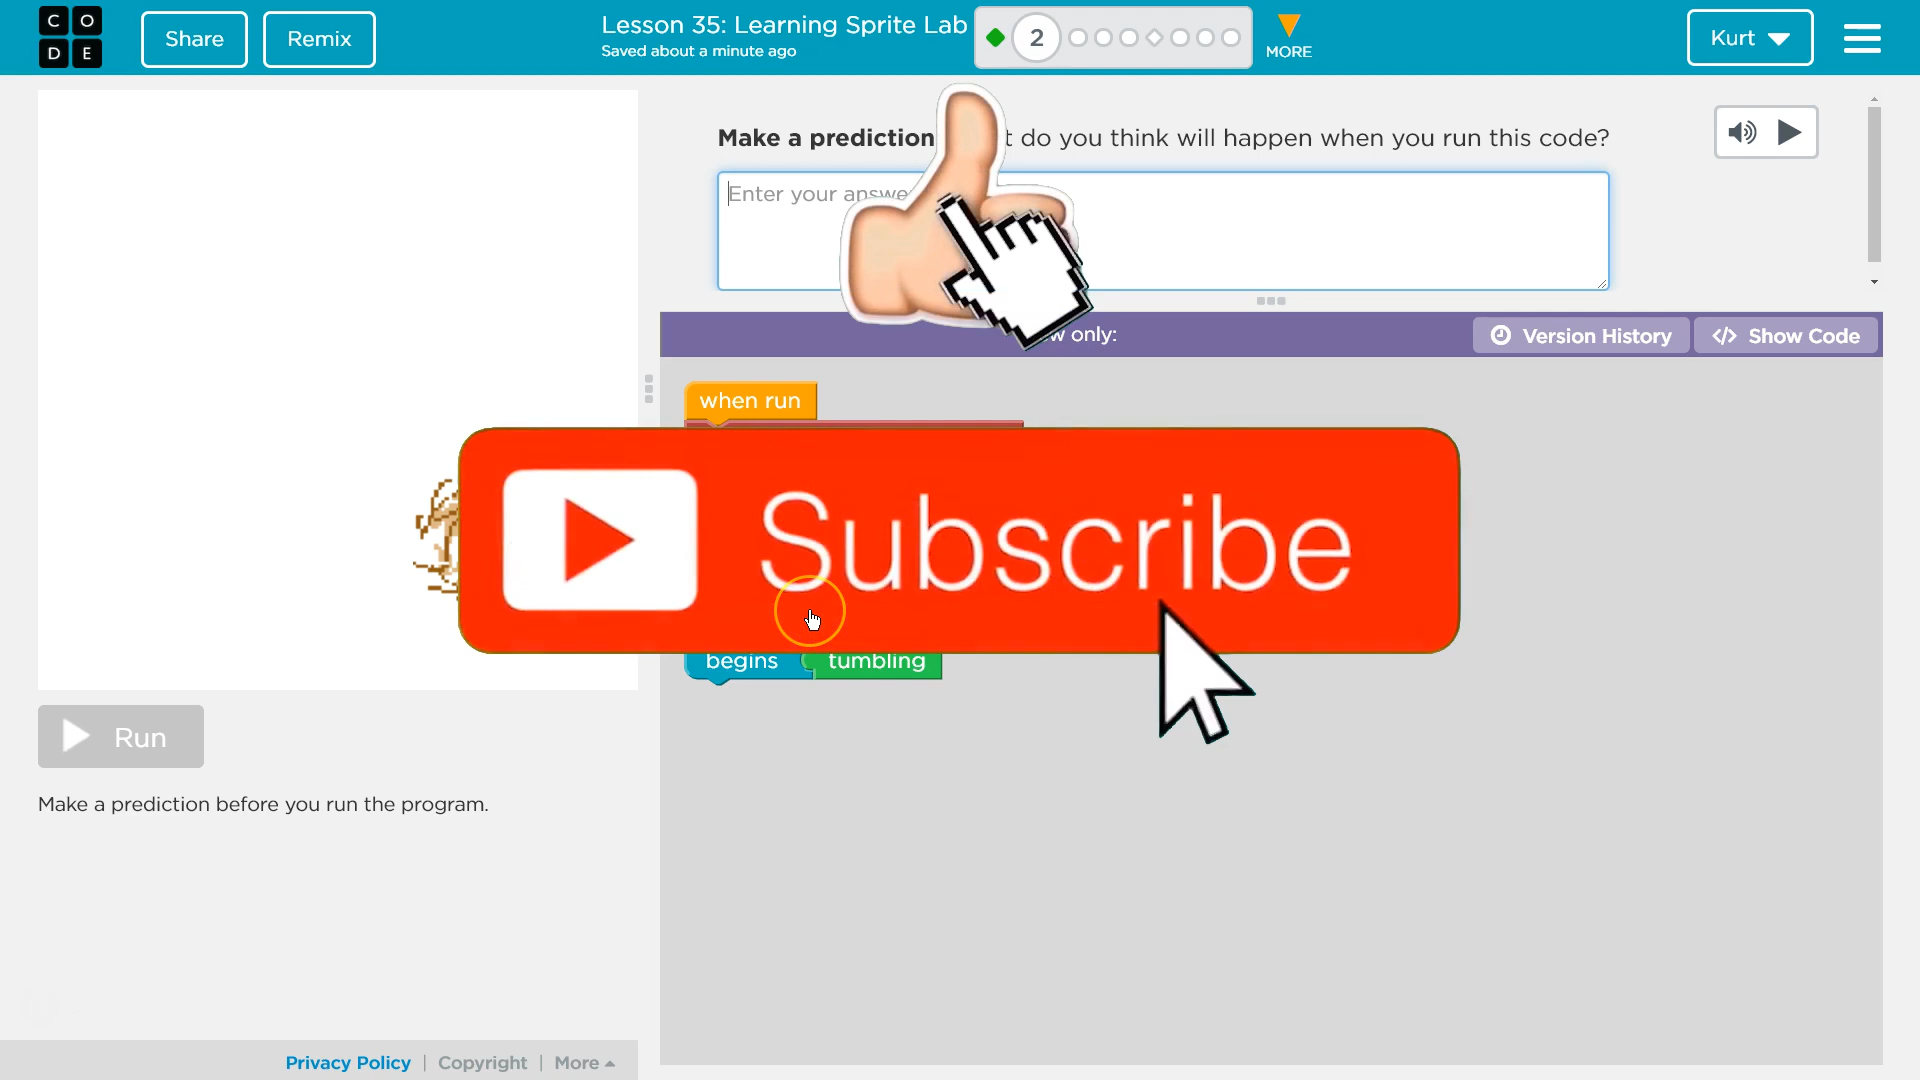 CODE
Share
Remix
Lesson 35: Learning Sprite Lab
Saved about a minute ago
2
MORE
Kurt
Make a prediction do you think will happen when you run this code?
Enter your
only:
Version History
</> Show Code
when run
Subscribe
begins tumbling
Run
Make a prediction before you run the program.
Privacy Policy | Copyright | More